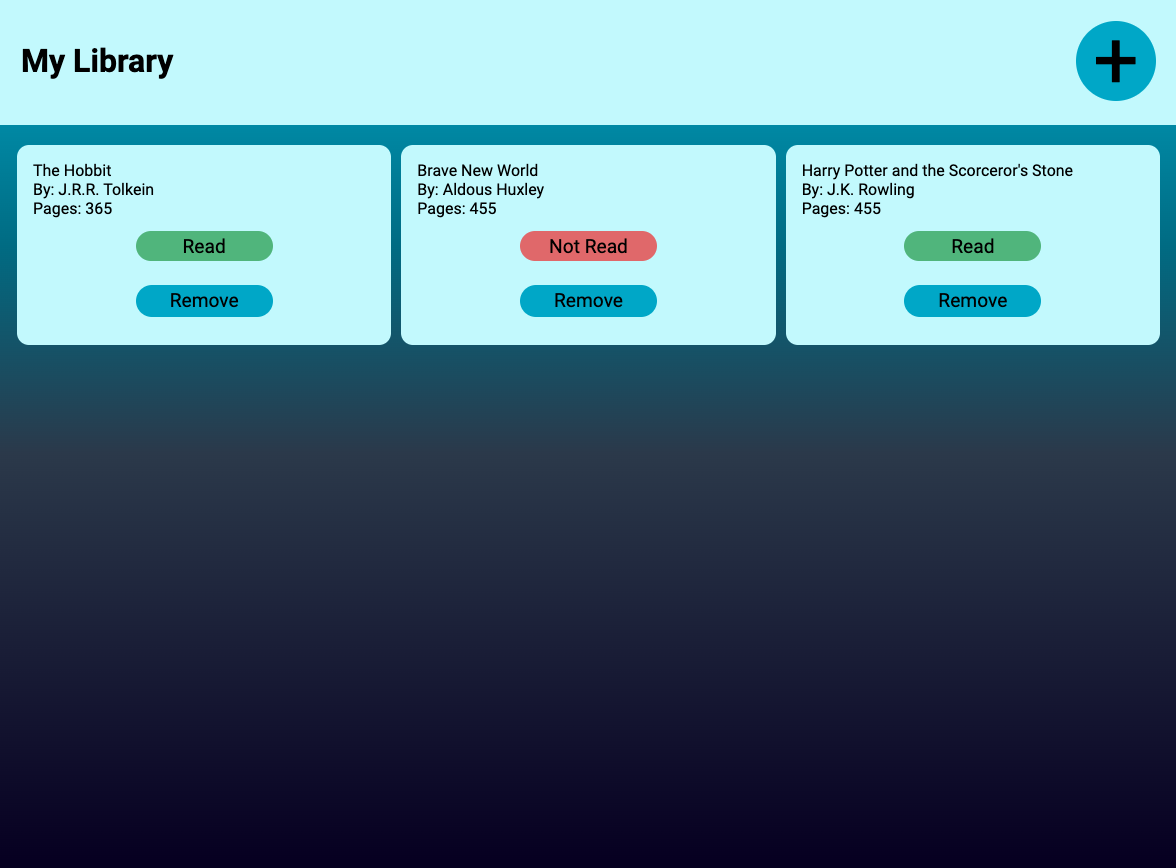 My Library
The Hobbit
By: J.R.R. Tolkein
Pages: 365
Read
Remove
Brave New World
By: Aldous Huxley
Pages: 455
Not Read
Remove
Harry Potter and the Scorceror's Stone
By: J.K. Rowling
Pages: 455
Read
Remove